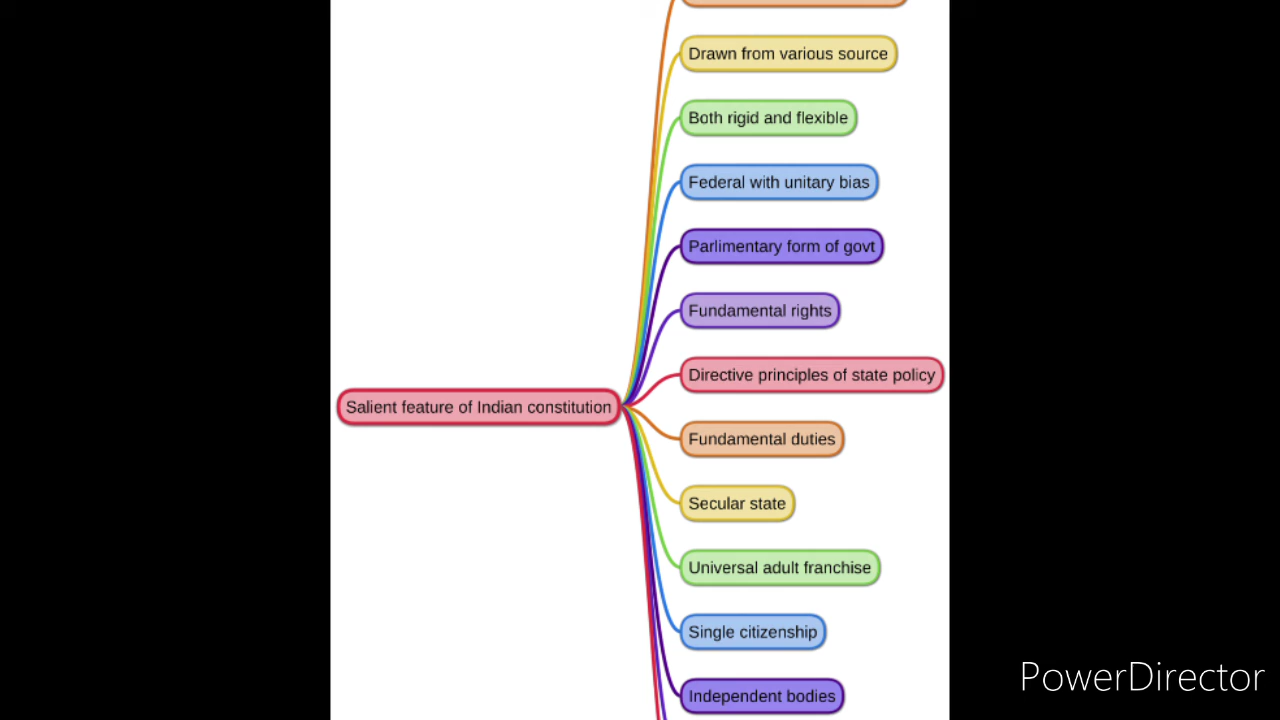 Drawn from various source
Both rigid and flexible
Federal with unitary bias
Parlimentary form of govt
Fundamental rights
Directive principles of state policy
Salient feature of Indian constitution
Fundamental duties
Secular state
Universal adult franchise
Single citizenship
Independent bodies
PowerDirector